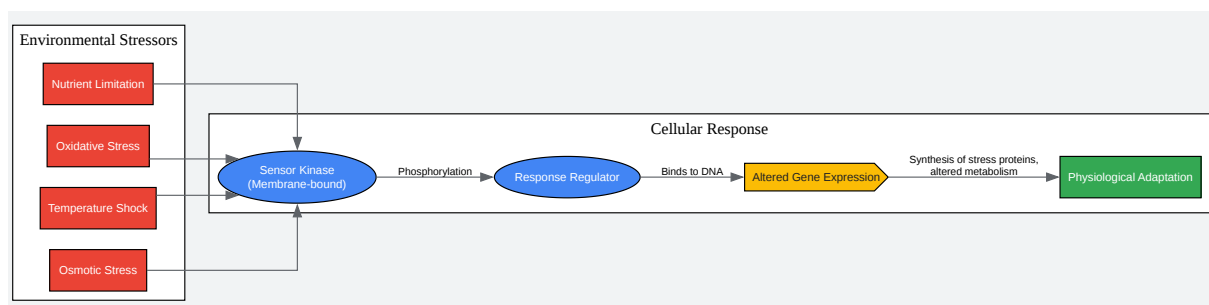 Environmental Stressors
Nutrient Limitation
Oxidative Stress
Temperature Shock
Osmotic Stress
Cellular Response
Sensor Kinase
(Membrane-bound)
Phosphorylation
Response Regulator
Binds to DNA
Altered Gene Expression
Synthesis of stress proteins,
altered metabolism
Physiological Adaptation